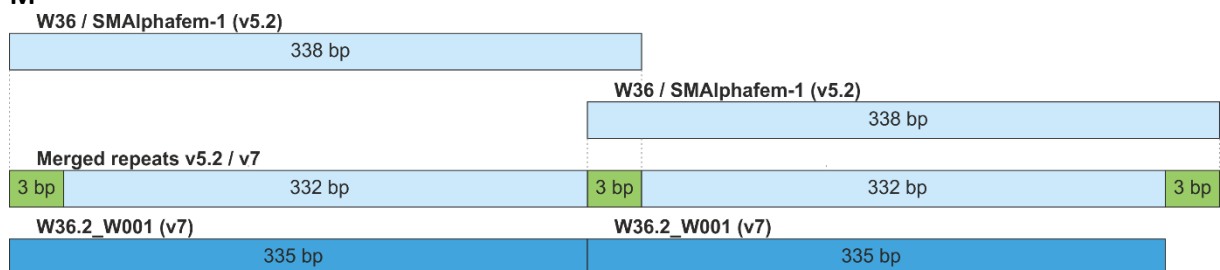 W36 / SMAlphafem-1 (v5.2)
338 bp
W36 / SMAlphafem-1 (v5.2)
338 bp
Merged repeats v5.2 / v7
3 bp 332 bp 3 bp 332 bp 3 bp
W36.2_W001 (v7) W36.2_W001 (v7)
335 bp 335 bp